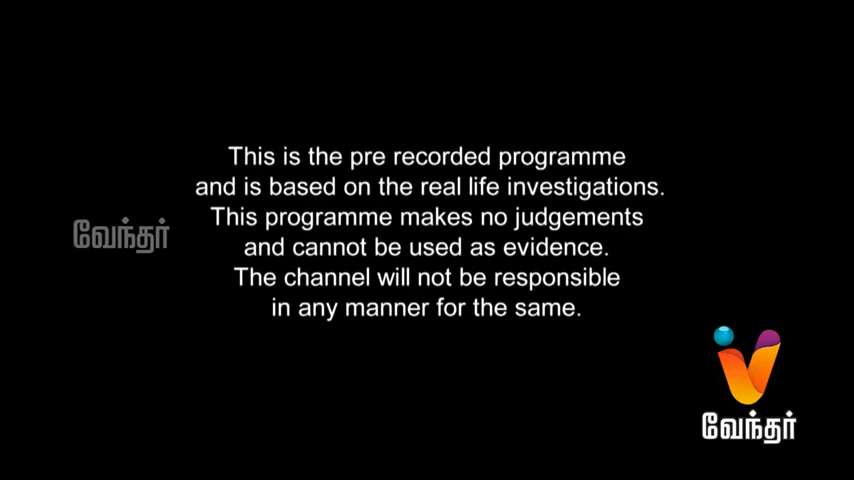 This is the pre recorded programme
and is based on the real life investigations.
This programme makes no judgements
வேந்தர்
and cannot be used as evidence.
The channel will not be responsible
in any manner for the same.
வேந்தர்